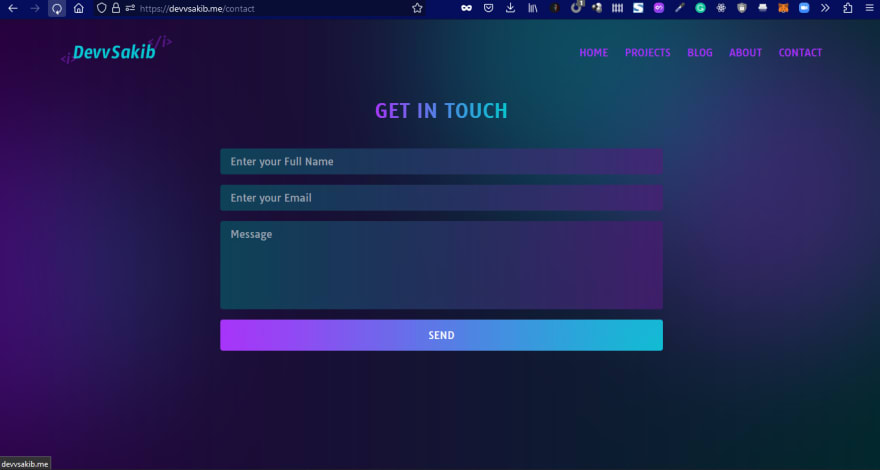 https://devvsakib.me/contact
<i>DevvSakib</i>
HOME PROJECTS BLOG ABOUT CONTACT
GET IN TOUCH
Enter your Full Name
Enter your Email
Message
SEND
devvsakib.me